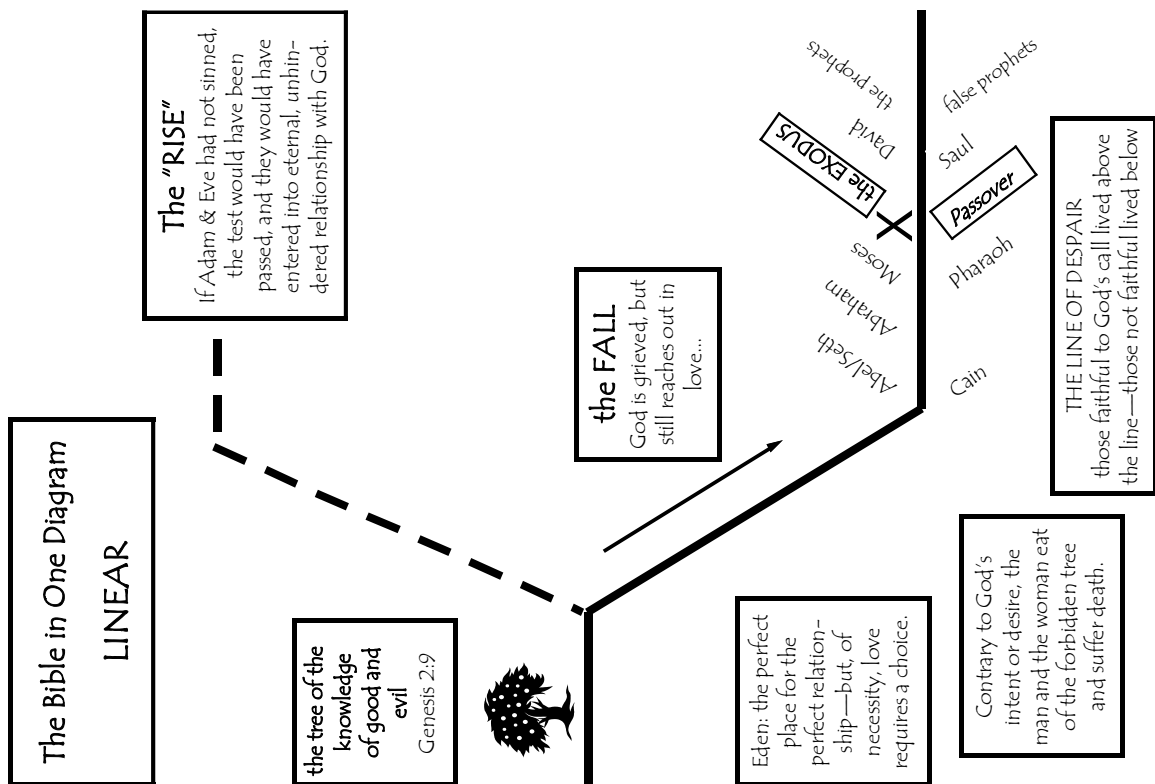 The Bible in One Diagram
LINEAR
the tree of the
knowledge
of good and
evil
Genesis 2:9
The "RISE"
If Adam & Eve had not sinned,
the test would have been
passed, and they would have
entered into eternal, unhin-
dered relationship with God.
the FALL
God is grieved, but
still reaches out in
love...
Eden: the perfect
place for the
perfect relation-
ship—but, of
necessity, love
requires a choice.
Contrary to God's
intent or desire, the
man and the woman eat
of the forbidden tree
and suffer death.
Abel/Seth
Abraham
Moses
the EXODUS
David
the prophets
Cain
Pharaoh
Passover
Saul
false prophets
THE LINE OF DESPAIR
those faithful to God's call lived above
the line—those not faithful lived below